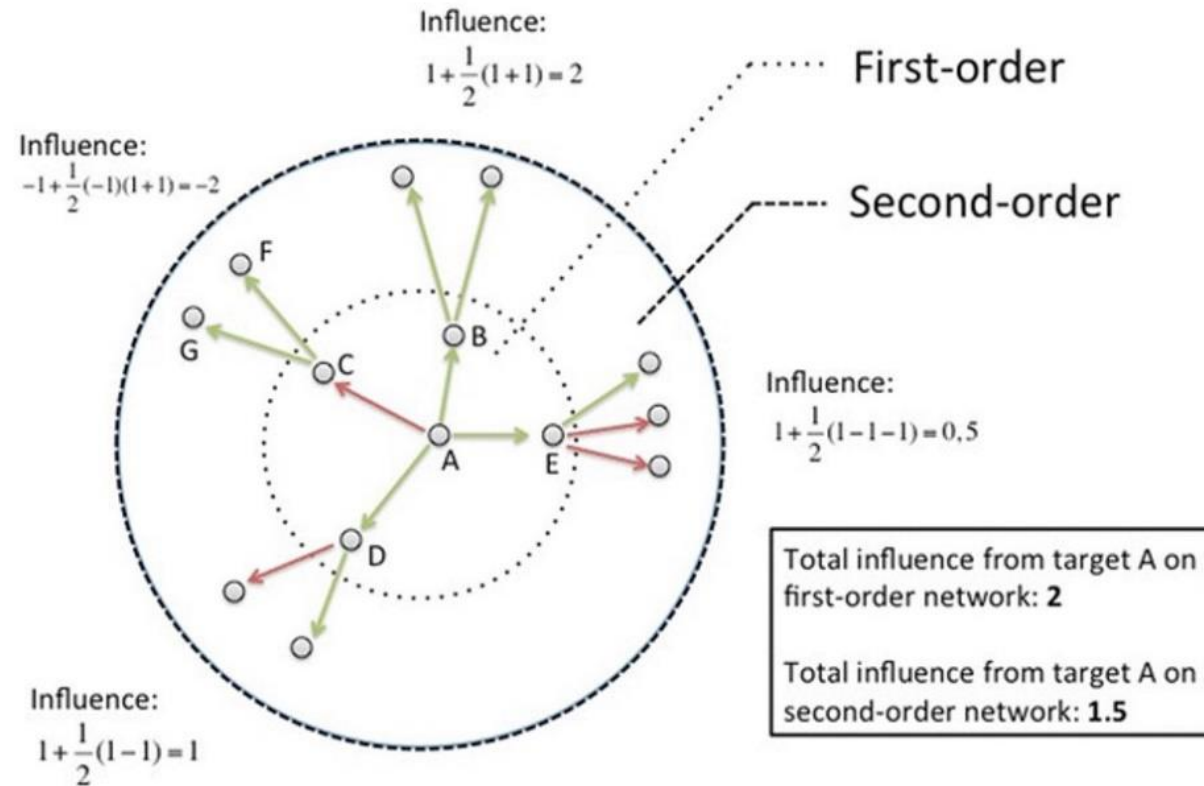 Influence:
1+1/2(1+1)=2
First-order
Influence:
-1+1/2(-1)(1+1)=-2
Second-order
F
G
C
B
Influence:
1+1/2(1-1-1)=0,5
A
E
D
Total influence from target A on
first-order network: 2
Total influence from target A on
second-order network: 1.5
Influence:
1+1/2(1-1)=1